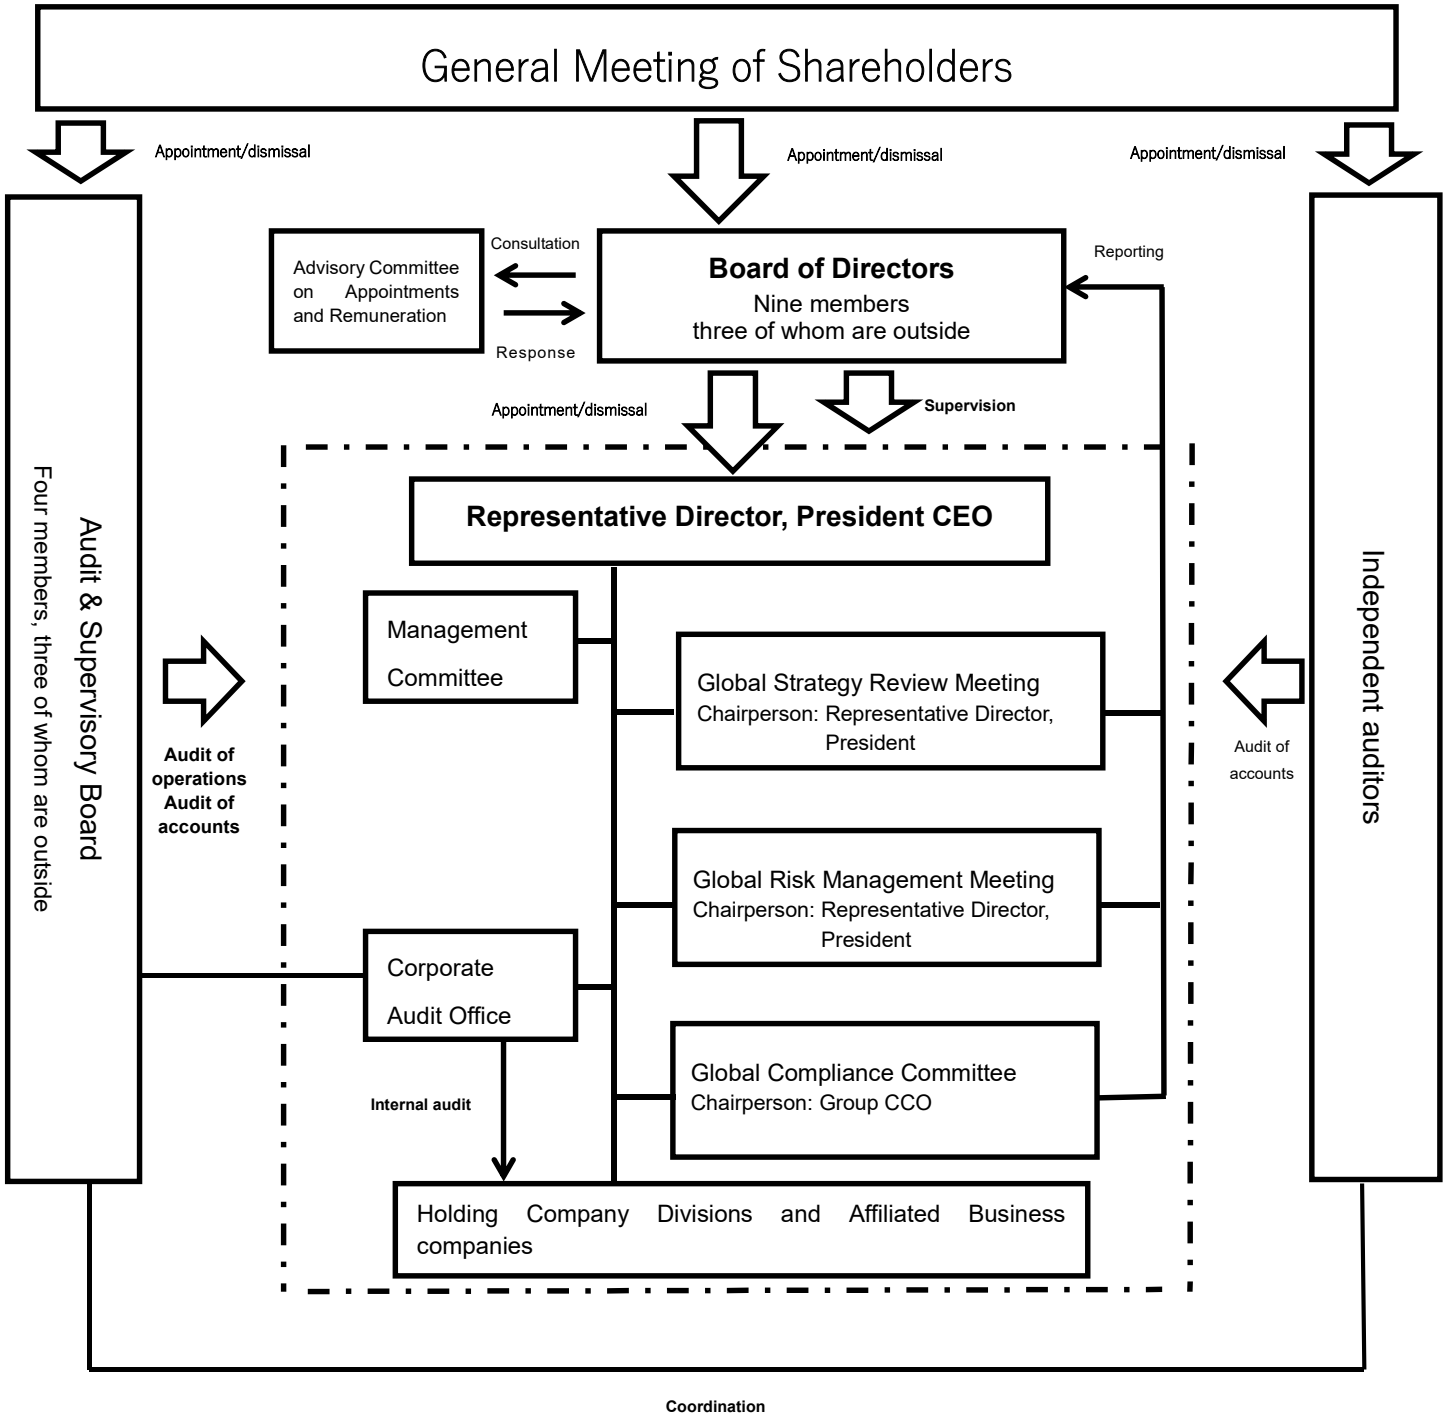 General Meeting of Shareholders
Appointment/dismissal
Appointment/dismissal
Appointment/dismissal
Advisory Committee
on Appointments
and Remuneration
Consultation
Response
Board of Directors
Nine members
three of whom are outside
Reporting
Appointment/dismissal
Supervision
Representative Director, President CEO
Audit & Supervisory Board
Four members, three of whom are outside
Audit of
operations
Audit of
accounts
Management
Committee
Global Strategy Review Meeting
Chairperson: Representative Director,
President
Audit of
accounts
Independent auditors
Global Risk Management Meeting
Chairperson: Representative Director,
President
Corporate
Audit Office
Internal audit
Global Compliance Committee
Chairperson: Group CCO
Holding Company Divisions and Affiliated Business
companies
Coordination